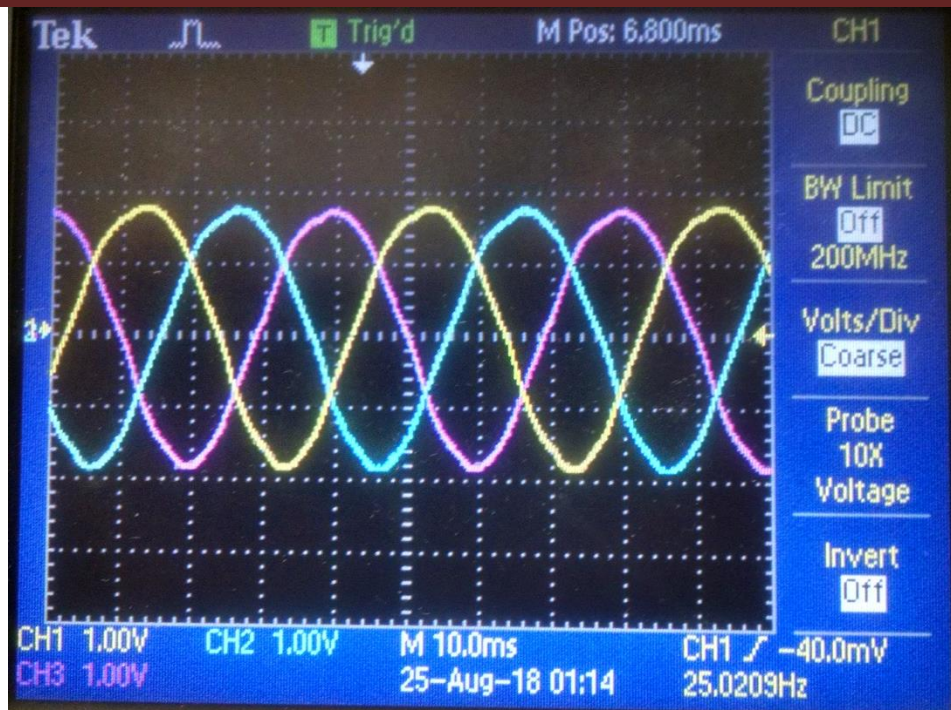 Tek T Trig'd M Pos: 6.800ms CH1
Coupling
DC
BW Limit
Off
200MHz
Volts/Div
Coarse
Probe
10X
Voltage
Invert
Off
CH1 1.00V CH2 1.00V M 10.0ms CH1 -40.0mV
CH3 1.00V 25-Aug-18 01:14 25.0209Hz